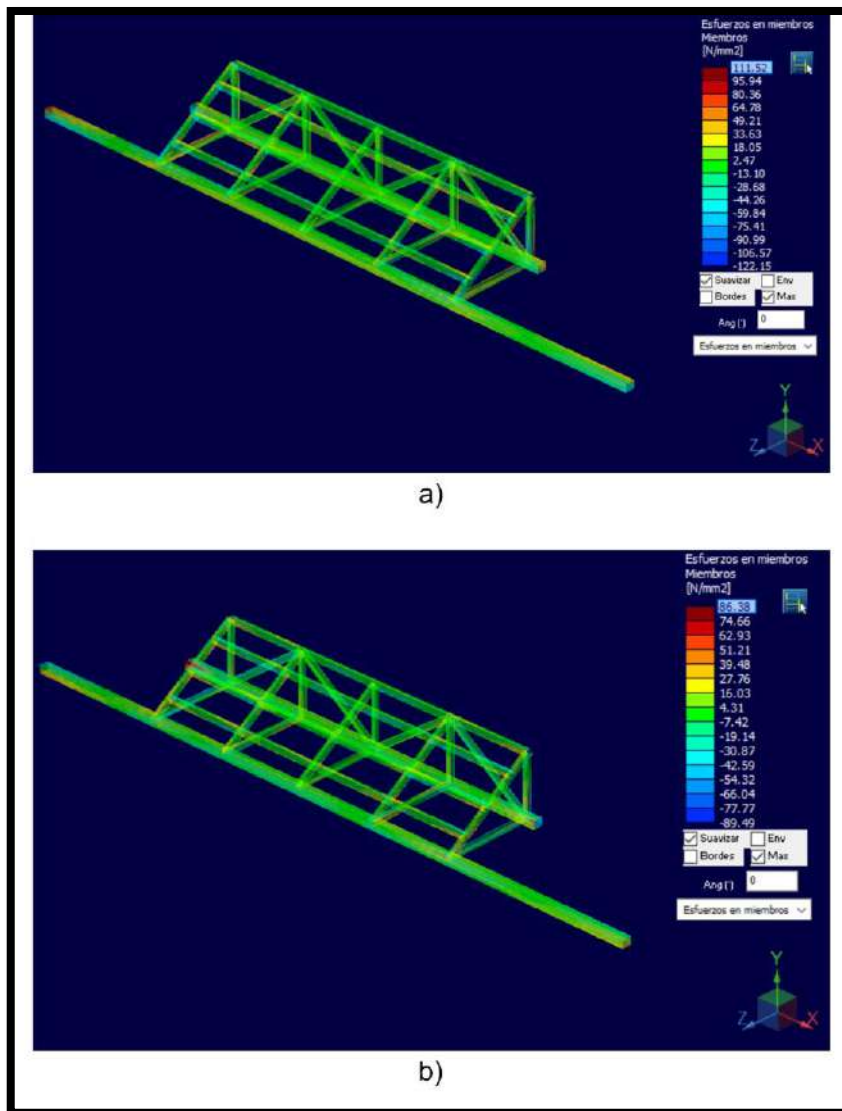 Esfuerzos en miembros
Miembros
[N/mm2]
111.52
95.94
80.36
64.78
49.21
33.63
18.05
2.47
-13.10
-28.68
-44.26
-59.84
-75.41
-90.99
-106.57
-122.15
Suavizar Env
Bordes Mas
Ang (°) 0
Esfuerzos en miembros
Y
Z X
a)
Esfuerzos en miembros
Miembros
[N/mm2]
86.38
74.66
62.93
51.21
39.48
27.76
16.03
4.31
-7.42
-19.14
-30.87
-42.59
-54.32
-66.04
-77.77
-89.49
Suavizar Env
Bordes Mas
Ang (°) 0
Esfuerzos en miembros
Y
Z X
b)